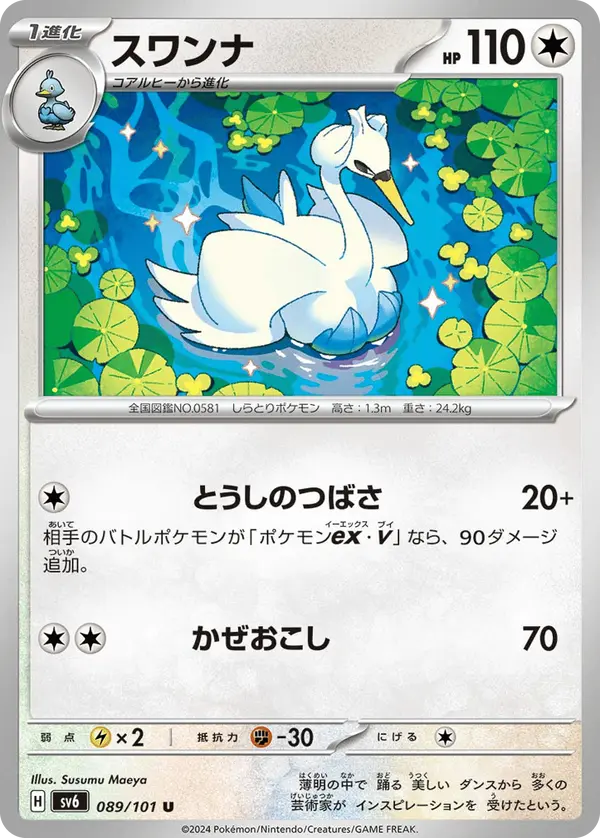 1進化
スワンナ
HP 110
コアルヒーから進化
全国図鑑NO.0581 しらとりポケモン 高さ:1.3m 重さ:24.2kg
とうしのつばさ 20+
相手のバトルポケモンが「ポケモンex・V」なら、90ダメージ
追加。
かぜおこし 70
弱点 ×2 抵抗力 -30 にげる
Illus. Susumu Maeya
H sv6 089/101 U
薄明の中で 踊る 美しい ダンスから 多くの
芸術家が インスピレーションを 受けたという。
©2024 Pokémon/Nintendo/Creatures/GAME FREAK.